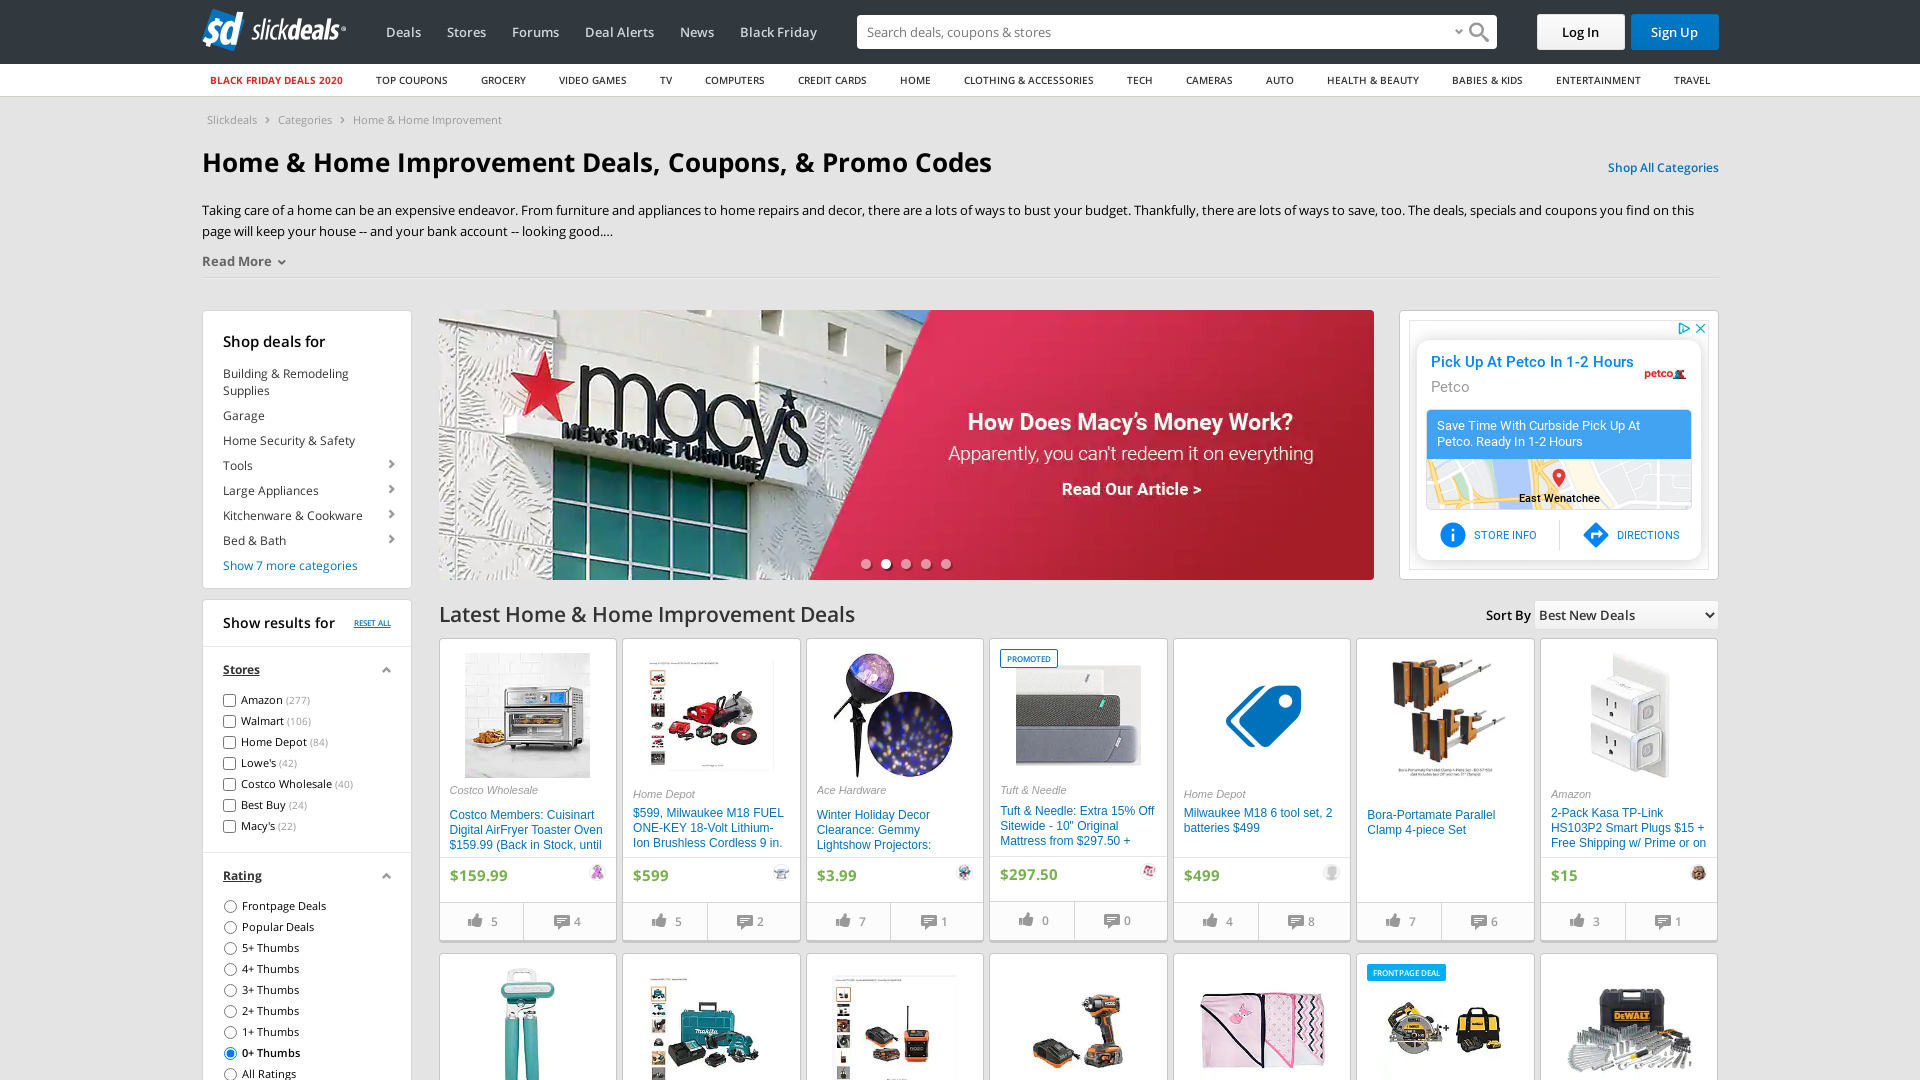 slickdeals
Deals
Stores
Forums
Deal Alerts
News
Black Friday
Search deals, coupons & stores
Log In
Sign Up
BLACK FRIDAY DEALS 2020
TOP COUPONS
GROCERY
VIDEO GAMES
TV
COMPUTERS
CREDIT CARDS
HOME
CLOTHING & ACCESSORIES
TECH
CAMERAS
AUTO
HEALTH & BEAUTY
BABIES & KIDS
ENTERTAINMENT
TRAVEL
Slickdeals
Categories
Home & Home Improvement
Home & Home Improvement Deals, Coupons, & Promo Codes
Shop All Categories
Taking care of a home can be an expensive endeavor. From furniture and appliances to home repairs and decor, there are a lots of ways to bust your budget. Thankfully, there are lots of ways to save, too. The deals, specials and coupons you find on this
page will keep your house -- and your bank account -- looking good....
Read More
Shop deals for
Building & Remodeling
Supplies
Garage
Home Security & Safety
Tools
Large Appliances
Kitchenware & Cookware
Bed & Bath
Show 7 more categories
macy's
MEN'S HOME FURNITURE
How Does Macy's Money Work?
Apparently, you can't redeem it on everything
Read Our Article >
Pick Up At Petco In 1-2 Hours
Petco
petco
Save Time With Curbside Pick Up At
Petco. Ready In 1-2 Hours
East Wenatchee
STORE INFO
DIRECTIONS
Show results for
RESET ALL
Stores
Amazon (277)
Walmart (106)
Home Depot (84)
Lowe's (42)
Costco Wholesale (40)
Best Buy (24)
Macy's (22)
Rating
Frontpage Deals
Popular Deals
5+ Thumbs
4+ Thumbs
3+ Thumbs
2+ Thumbs
1+ Thumbs
0+ Thumbs
All Ratings
Latest Home & Home Improvement Deals
Sort By
Best New Deals
Costco Wholesale
Costco Members: Cuisinart
Digital AirFryer Toaster Oven
$159.99 (Back in Stock, until
$159.99
5
4
Home Depot
$599, Milwaukee M18 FUEL
ONE-KEY 18-Volt Lithium-
Ion Brushless Cordless 9 in.
$599
5
2
Ace Hardware
Winter Holiday Decor
Clearance: Gemmy
Lightshow Projectors:
$3.99
7
1
PROMOTED
Tuft & Needle
Tuft & Needle: Extra 15% Off
Sitewide - 10" Original
Mattress from $297.50 +
$297.50
0
0
Home Depot
Milwaukee M18 6 tool set, 2
batteries $499
$499
4
8
Bora-Portamate Parallel
Clamp 4-piece Set
7
6
Amazon
2-Pack Kasa TP-Link
HS103P2 Smart Plugs $15 +
Free Shipping w/ Prime or on
$15
3
1
FRONTPAGE DEAL
DEWALT